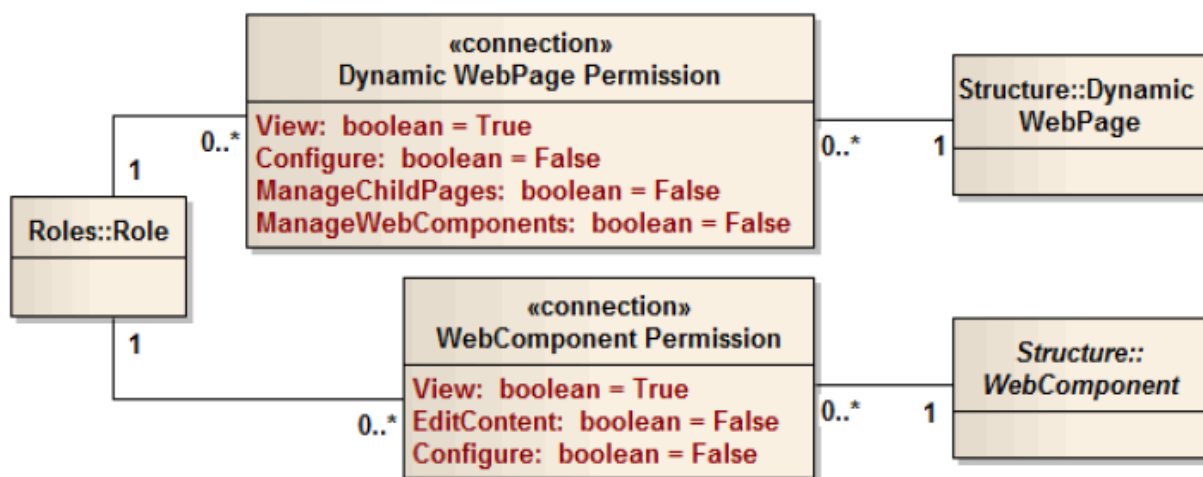 «connection»
Dynamic WebPage Permission
View: boolean = True
Configure: boolean = False
ManageChildPages: boolean = False
ManageWebComponents: boolean = False
0..*
1
0..*
1
Structure::Dynamic
WebPage
Roles::Role
1
0..*
«connection»
WebComponent Permission
View: boolean = True
EditContent: boolean = False
Configure: boolean = False
0..*
1
Structure::
WebComponent